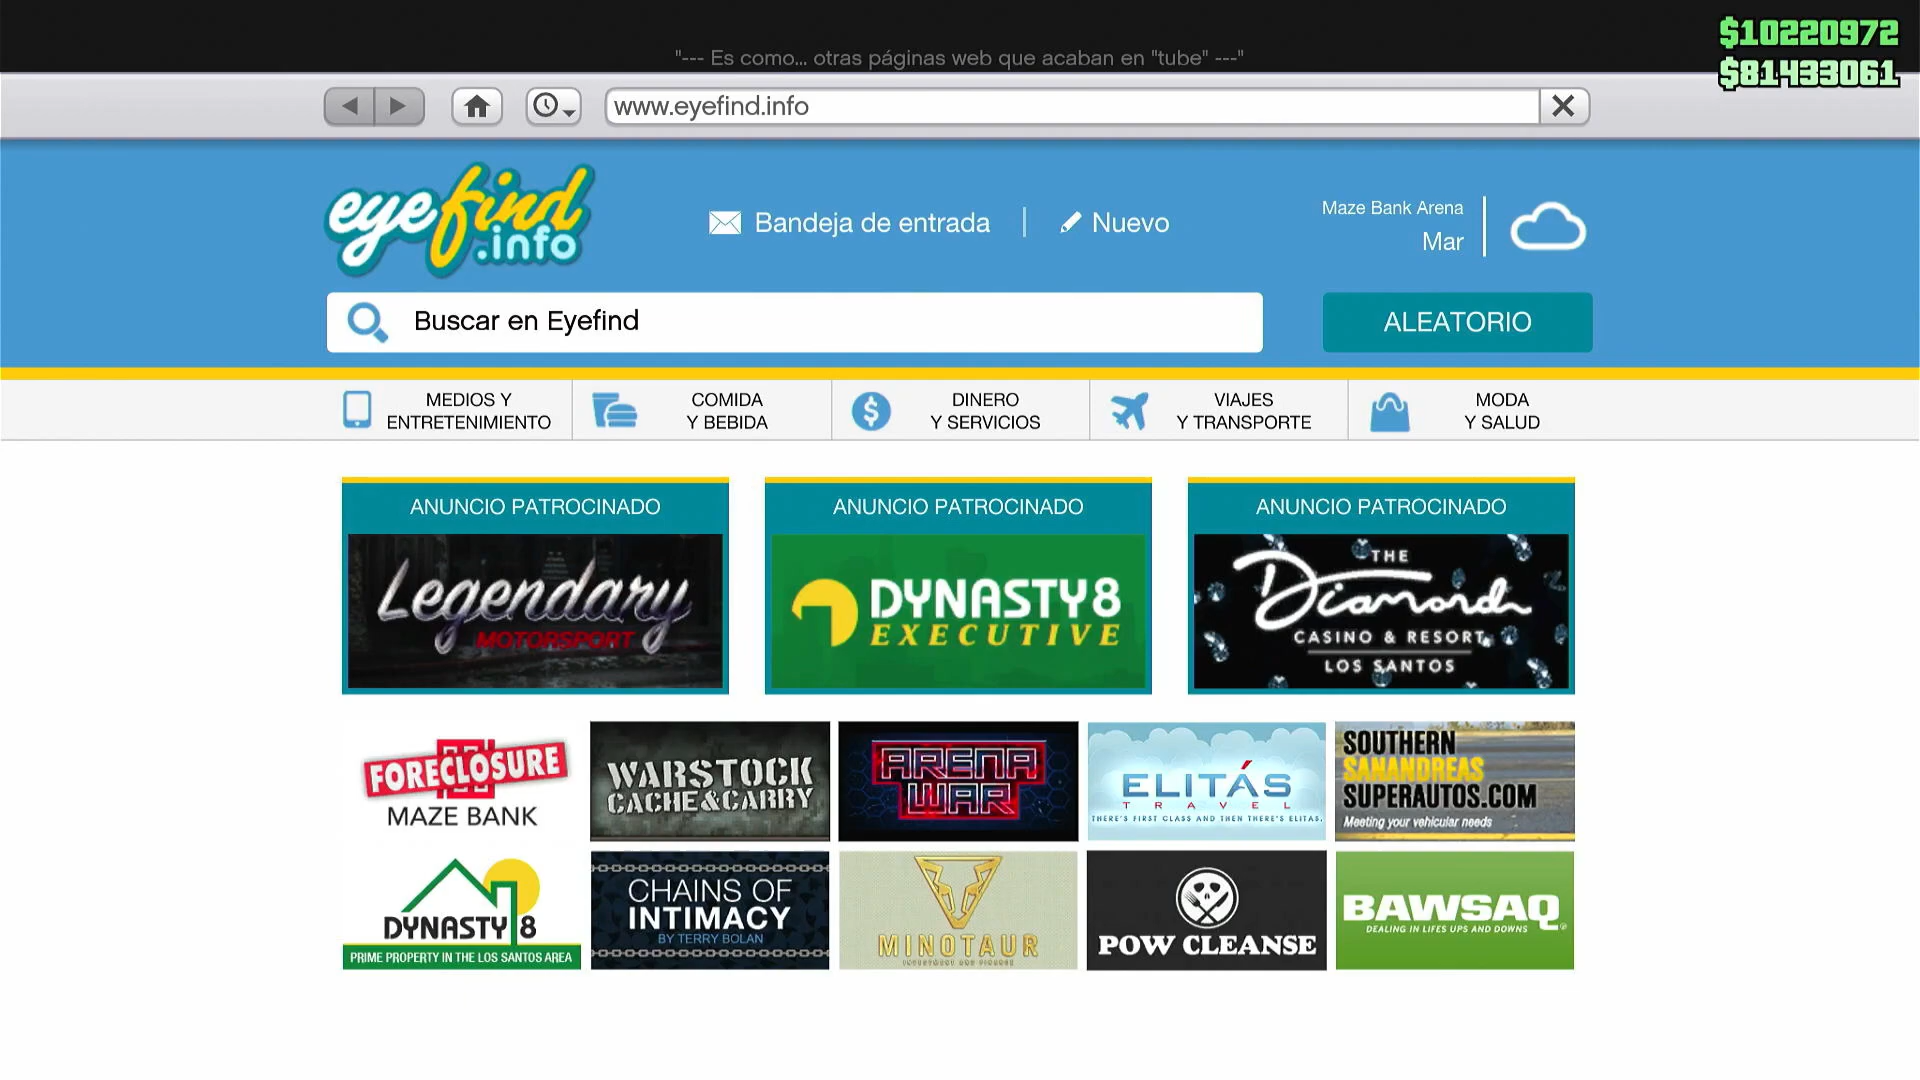 $10220972
"--- Es como... otras páginas web que acaban en "tube" ---"
$81433061
www.eyefind.info
eyefind
.info
Bandeja de entrada
Nuevo
Maze Bank Arena
Mar
Buscar en Eyefind
ALEATORIO
MEDIOS Y
ENTRETENIMIENTO
COMIDA
Y BEBIDA
DINERO
Y SERVICIOS
VIAJES
Y TRANSPORTE
MODA
Y SALUD
ANUNCIO PATROCINADO
Legendary
MOTORSPORT
ANUNCIO PATROCINADO
DYNASTY8
EXECUTIVE
ANUNCIO PATROCINADO
THE
Diamond
CASINO & RESORT
LOS SANTOS
FORECLOSURE
MAZE BANK
WARSTOCK
CACHE&CARRY
ARENA
WAR
ELITÁS
TRAVEL
THERE'S FIRST CLASS AND THEN THERE'S ELITAS.
SOUTHERN
SANANDREAS
SUPERAUTOS.COM
Meeting your vehicular needs
DYNASTY 8
PRIME PROPERTY IN THE LOS SANTOS AREA
CHAINS OF
INTIMACY
BY TERRY BOLAN
MINOTAUR
INVESTMENT AND FINANCE
POW CLEANSE
BAWSAQ
DEALING IN LIFES UPS AND DOWNS